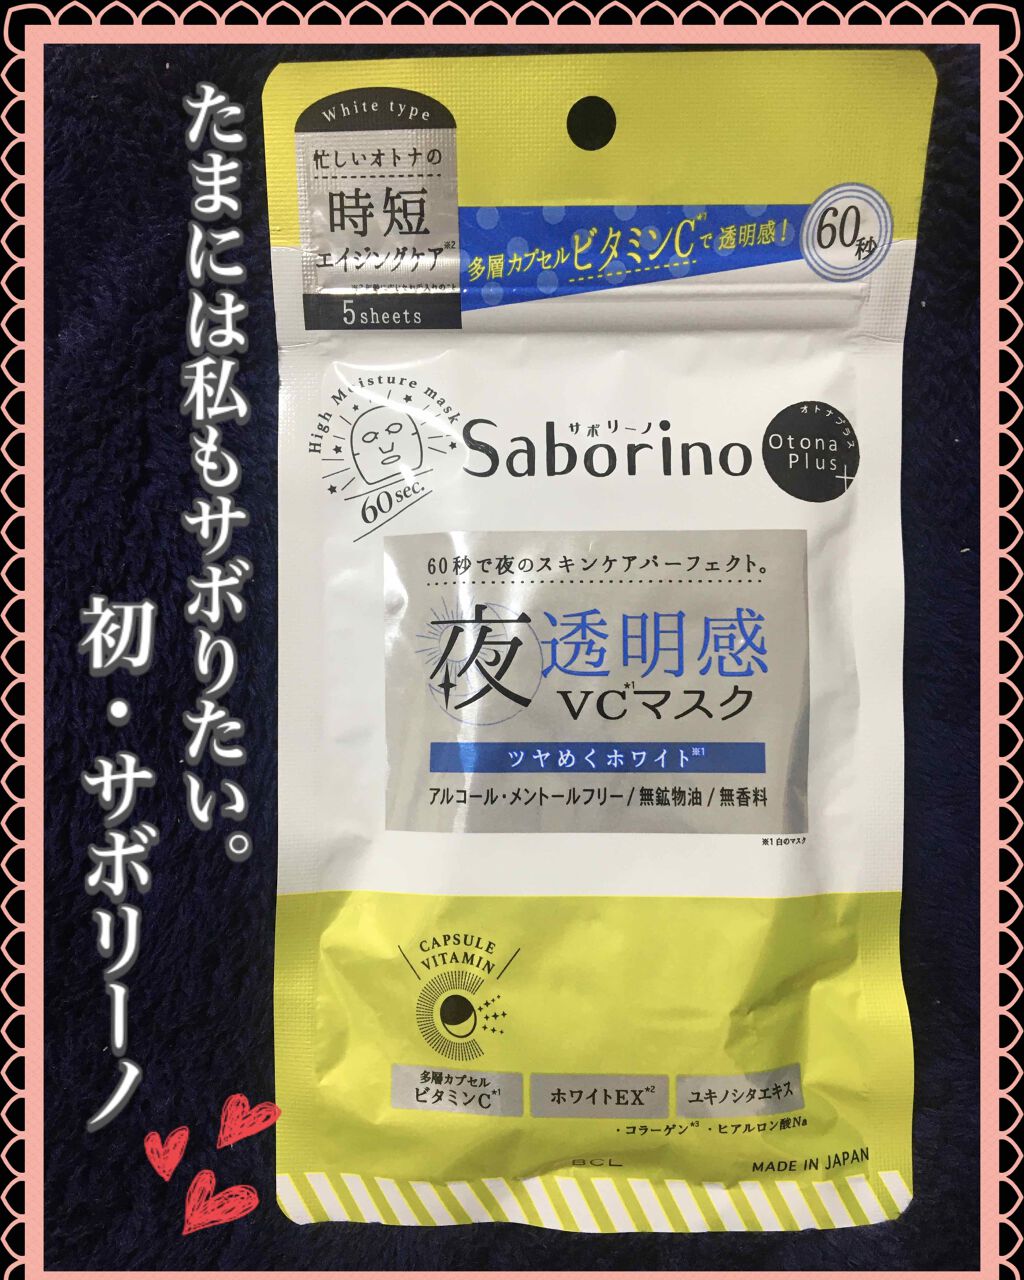 たまには私もサボりたい。
初・サボリーノ
White type
忙しいオトナの
時短
エイジングケア※2
5 sheets
多層カプセルビタミンC*1で透明感!
60秒
High Moisture mask
60 sec.
サボリーノ
Saborino
オトナプラス
Otona
Plus
60秒で夜のスキンケアパーフェクト。
夜透明感
VC*1マスク
ツヤめくホワイト※1
アルコール・メントールフリー/無鉱物油/無香料
※1 白のマスク
CAPSULE
VITAMIN
多層カプセル
ビタミンC*1
ホワイトEX*2
ユキノシタエキス
・コラーゲン*3 ・ヒアルロン酸Na
BCL
MADE IN JAPAN